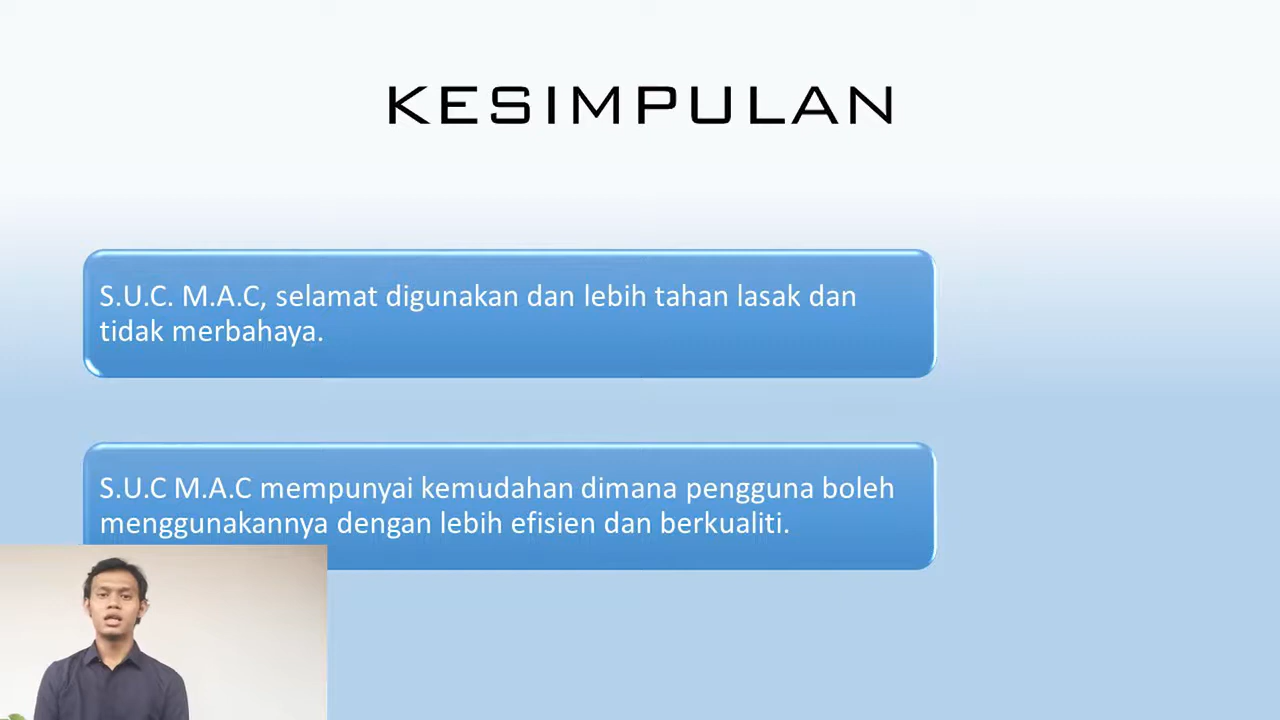 KESIMPULAN
S.U.C. M.A.C, selamat digunakan dan lebih tahan lasak dan
tidak merbahaya.
S.U.C M.A.C mempunyai kemudahan dimana pengguna boleh
menggunakannya dengan lebih efisien dan berkualiti.